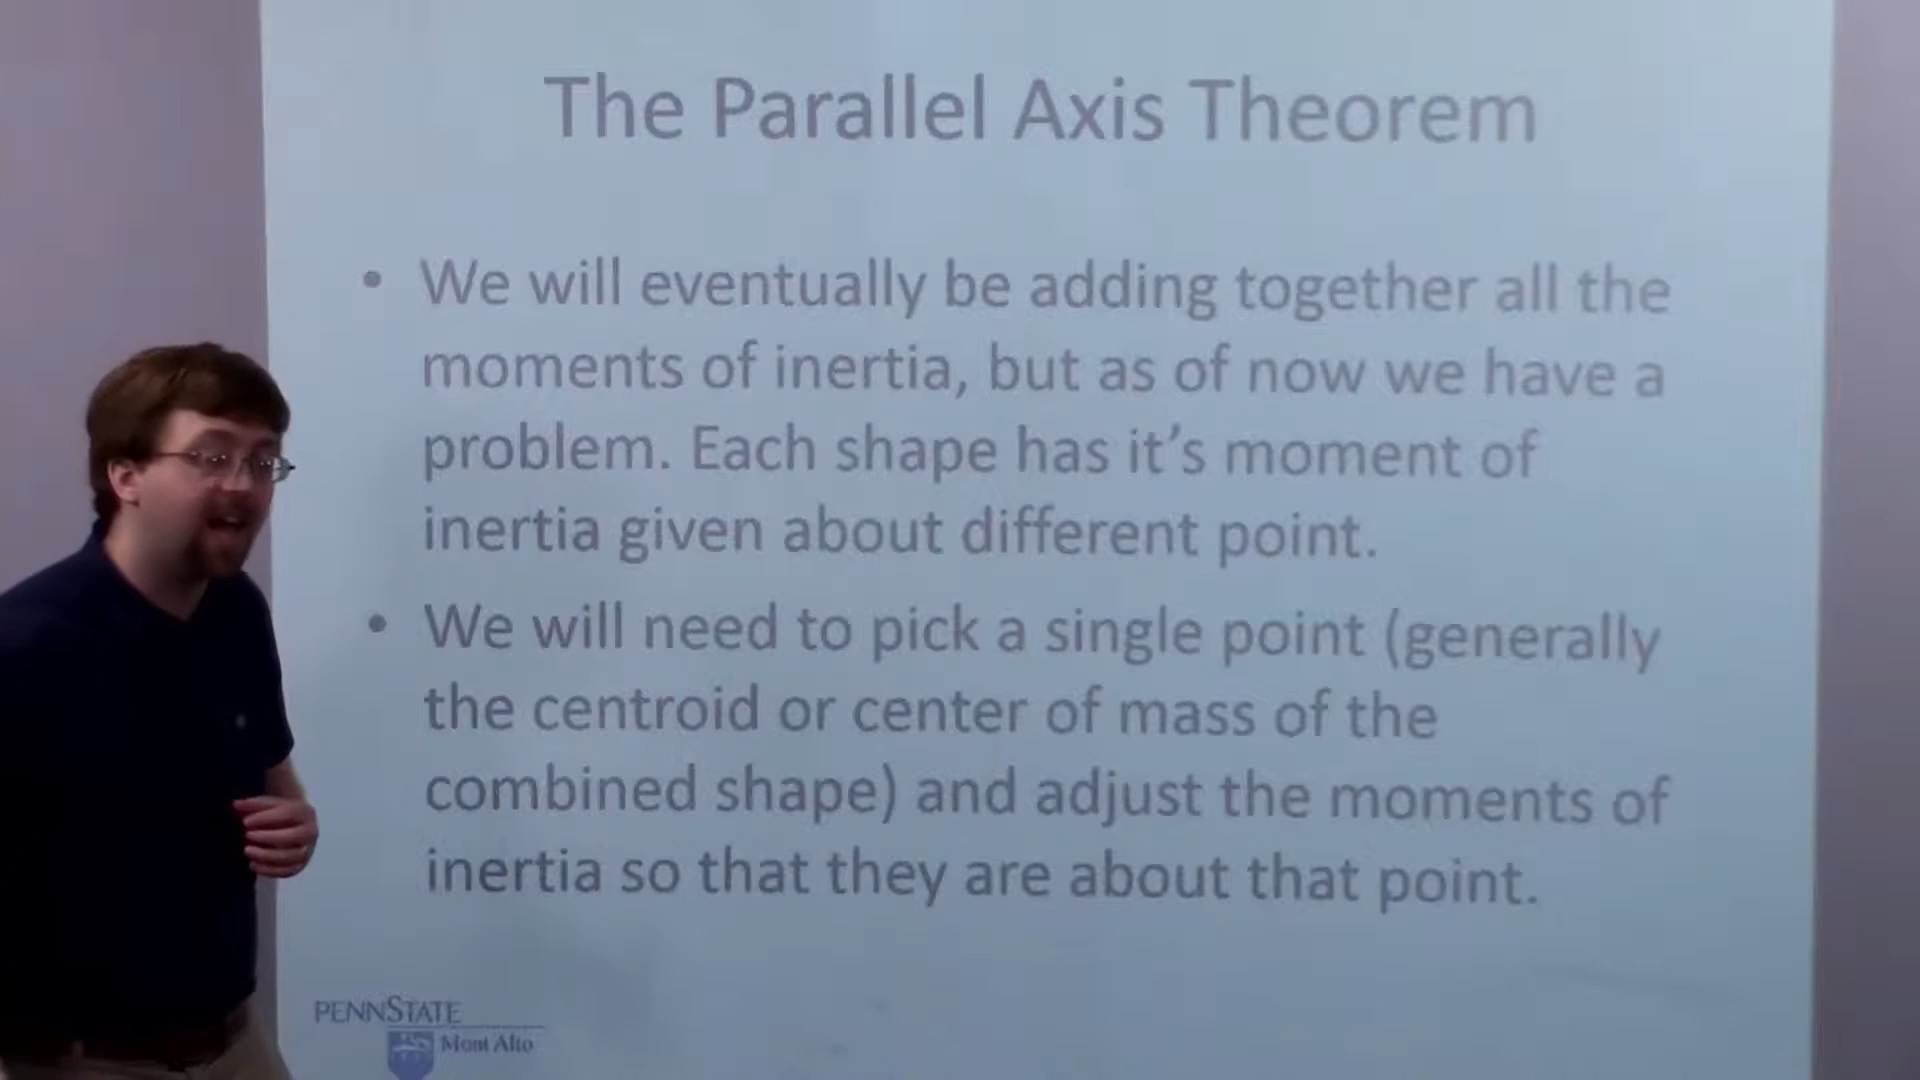 The Parallel Axis Theorem
• We will eventually be adding together all the
moments of inertia, but as of now we have a
problem. Each shape has it’s moment of
inertia given about different point.
• We will need to pick a single point (generally
the centroid or center of mass of the
combined shape) and adjust the moments of
inertia so that they are about that point.
PENNSTATE
Mont Alto